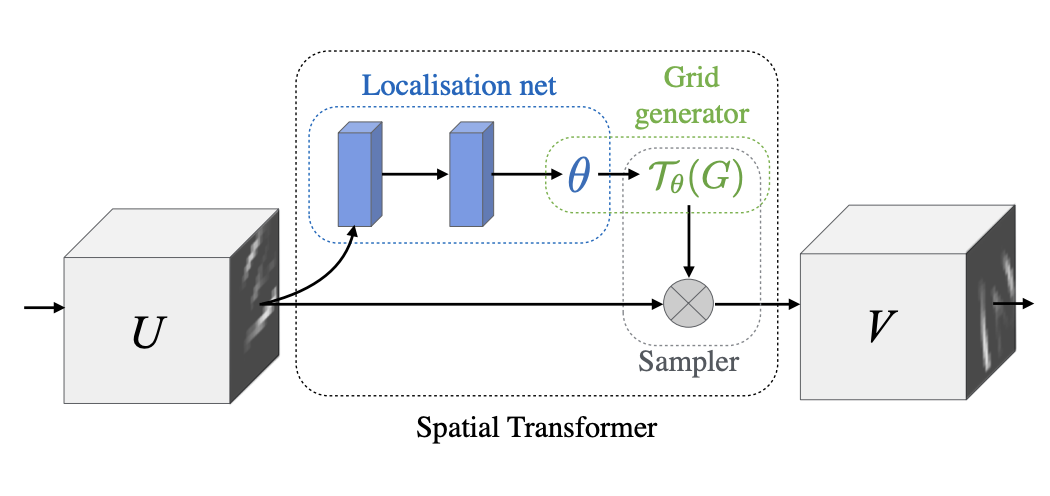 Localisation net
Grid
generator
θ
𝒯θ(G)
U
V
Sampler
Spatial Transformer